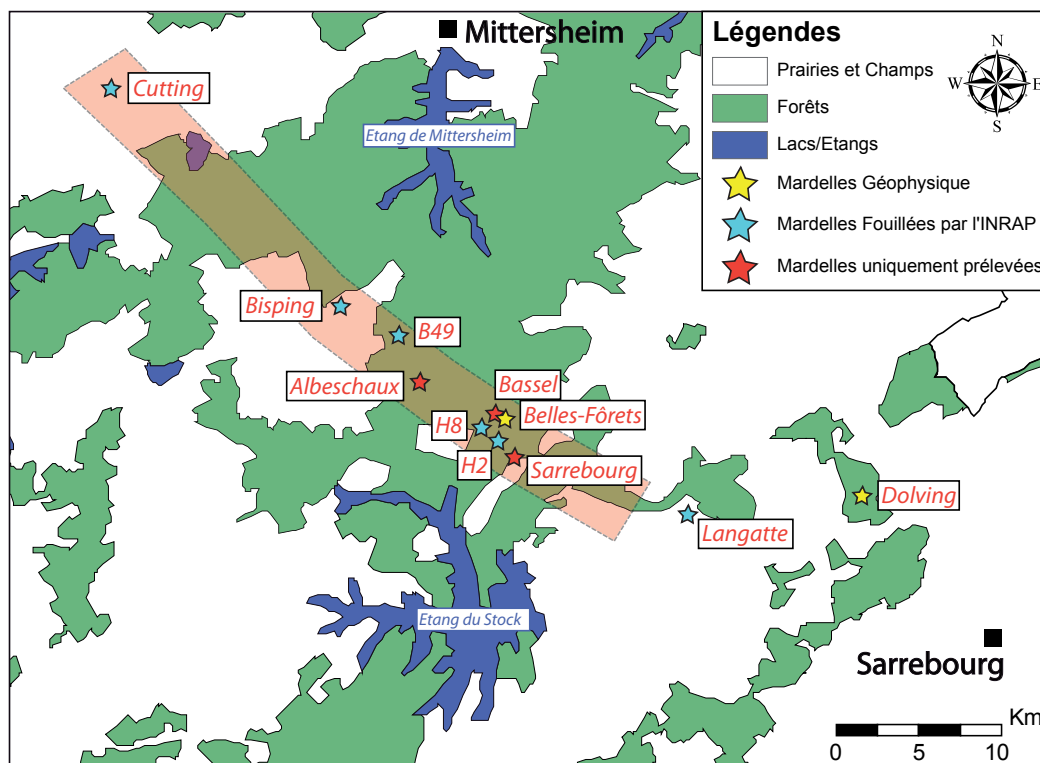 Mittersheim
Légendes
Prairies et Champs
Forêts
Lacs/Etangs
Mardelles Géophysique
Mardelles Fouillées par l'INRAP
Mardelles uniquement prélevées
N
W
E
S
Cutting
Etang de Mittersheim
Bisping
B49
Albeschaux
Bassel
Belles-Fôrets
H8
H2
Sarrebourg
Dolving
Langatte
Etang du Stock
Sarrebourg
Km
0 5 10